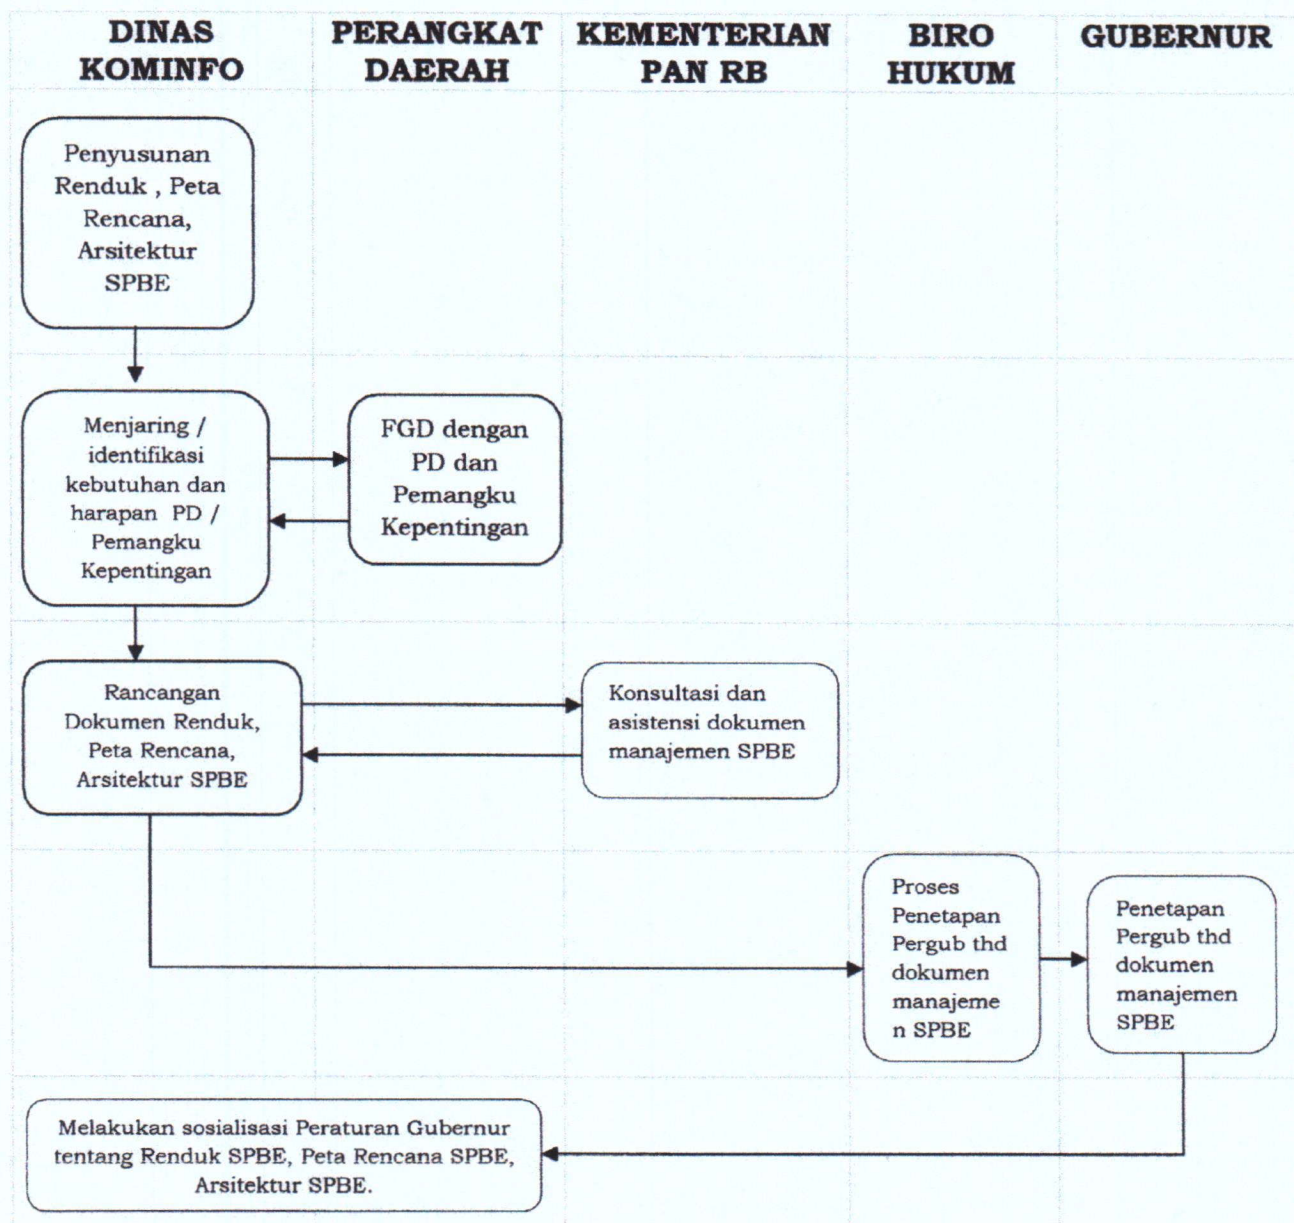 DINAS
KOMINFO
PERANGKAT
DAERAH
KEMENTERIAN
PAN RB
BIRO
HUKUM
GUBERNUR
Penyusunan
Renduk , Peta
Rencana,
Arsitektur
SPBE
Menjaring /
identifikasi
kebutuhan dan
harapan PD /
Pemangku
Kepentingan
FGD dengan
PD dan
Pemangku
Kepentingan
Rancangan
Dokumen Renduk,
Peta Rencana,
Arsitektur SPBE
Konsultasi dan
asistensi dokumen
manajemen SPBE
Proses
Penetapan
Pergub thd
dokumen
manajeme
n SPBE
Penetapan
Pergub thd
dokumen
manajemen
SPBE
Melakukan sosialisasi Peraturan Gubernur
tentang Renduk SPBE, Peta Rencana SPBE,
Arsitektur SPBE.